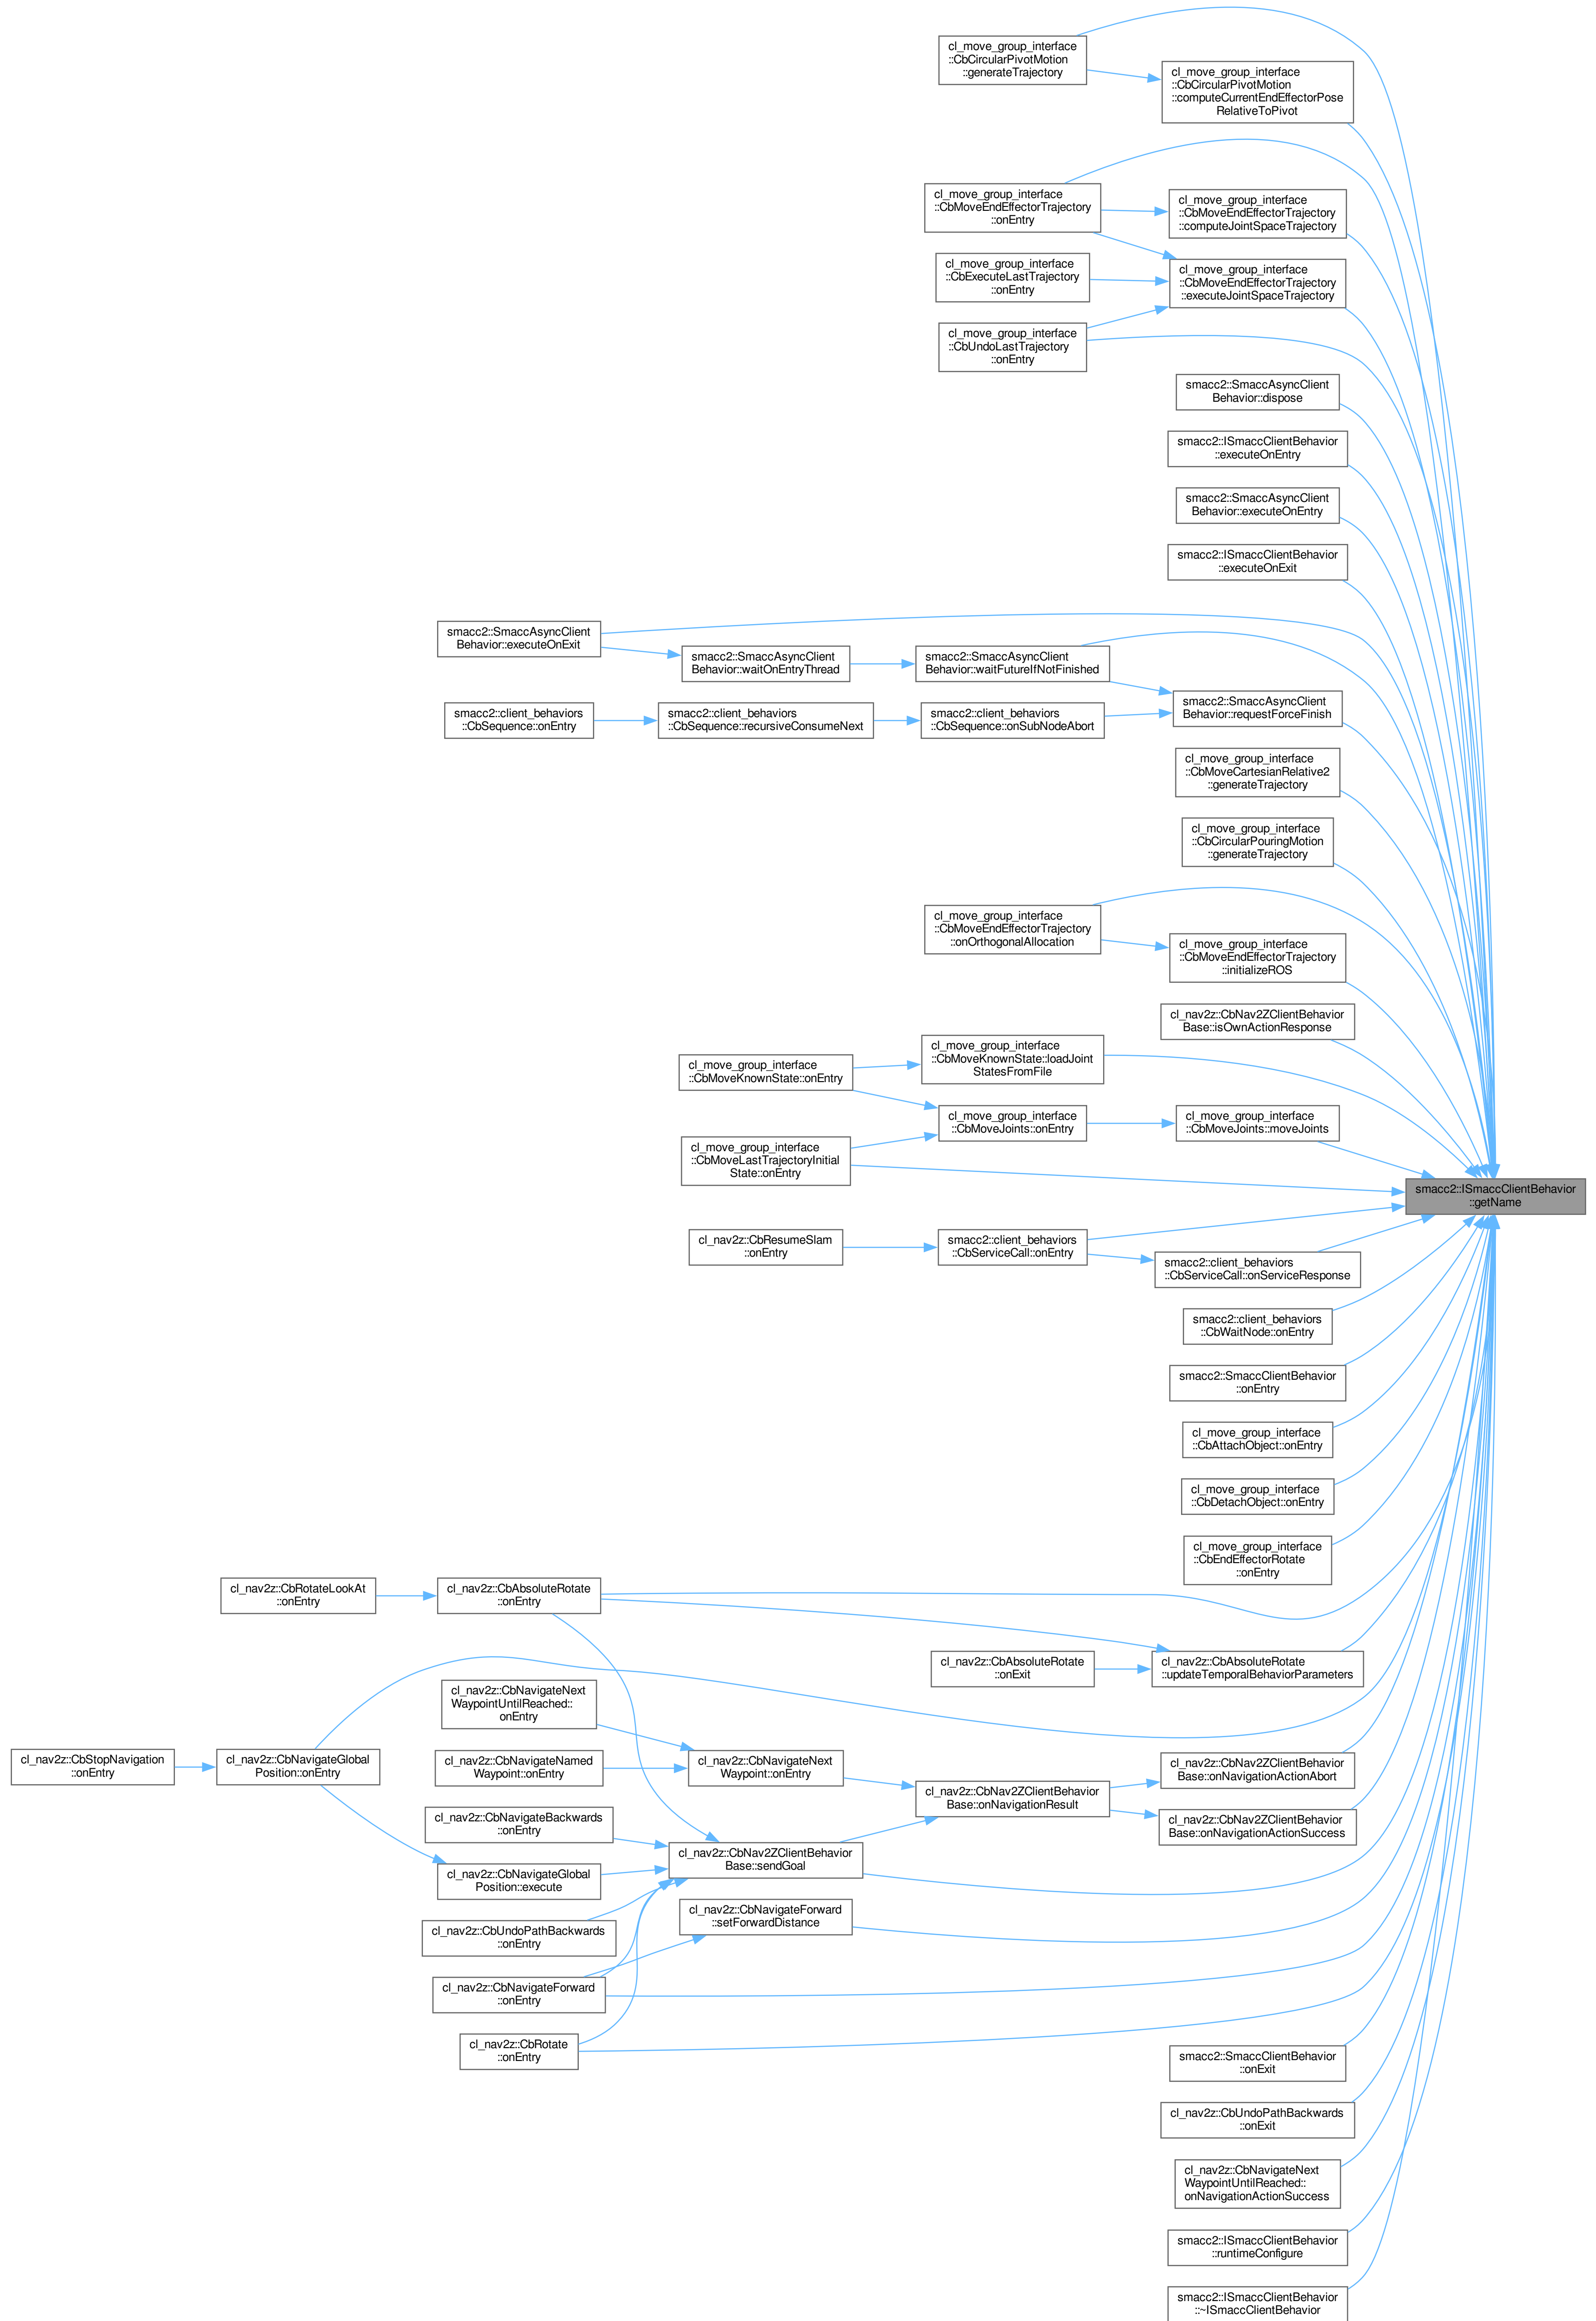 cl_move_group_interface
::CbCircularPivotMotion
::generateTrajectory
cl_move_group_interface
::CbCircularPivotMotion
::computeCurrentEndEffectorPose
RelativeToPivot
cl_move_group_interface
::CbMoveEndEffectorTrajectory
::onEntry
cl_move_group_interface
::CbMoveEndEffectorTrajectory
::computeJointSpaceTrajectory
cl_move_group_interface
::CbExecuteLastTrajectory
::onEntry
cl_move_group_interface
::CbMoveEndEffectorTrajectory
::executeJointSpaceTrajectory
cl_move_group_interface
::CbUndoLastTrajectory
::onEntry
smacc2::SmaccAsyncClient
Behavior::dispose
smacc2::ISmaccClientBehavior
::executeOnEntry
smacc2::SmaccAsyncClient
Behavior::executeOnEntry
smacc2::ISmaccClientBehavior
::executeOnExit
smacc2::SmaccAsyncClient
Behavior::executeOnExit
smacc2::SmaccAsyncClient
Behavior::waitOnEntryThread
smacc2::SmaccAsyncClient
Behavior::waitFutureIfNotFinished
smacc2::client_behaviors
::CbSequence::onEntry
smacc2::client_behaviors
::CbSequence::recursiveConsumeNext
smacc2::client_behaviors
::CbSequence::onSubNodeAbort
smacc2::SmaccAsyncClient
Behavior::requestForceFinish
cl_move_group_interface
::CbMoveCartesianRelative2
::generateTrajectory
cl_move_group_interface
::CbCircularPouringMotion
::generateTrajectory
cl_move_group_interface
::CbMoveEndEffectorTrajectory
::onOrthogonalAllocation
cl_move_group_interface
::CbMoveEndEffectorTrajectory
::initializeROS
cl_nav2z::CbNav2ZClientBehavior
Base::isOwnActionResponse
cl_move_group_interface
::CbMoveKnownState::onEntry
cl_move_group_interface
::CbMoveKnownState::loadJoint
StatesFromFile
cl_move_group_interface
::CbMoveJoints::onEntry
cl_move_group_interface
::CbMoveJoints::moveJoints
cl_move_group_interface
::CbMoveLastTrajectoryInitial
State::onEntry
smacc2::ISmaccClientBehavior
::getName
cl_nav2z::CbResumeSlam
::onEntry
smacc2::client_behaviors
::CbServiceCall::onEntry
smacc2::client_behaviors
::CbServiceCall::onServiceResponse
smacc2::client_behaviors
::CbWaitNode::onEntry
smacc2::SmaccClientBehavior
::onEntry
cl_move_group_interface
::CbAttachObject::onEntry
cl_move_group_interface
::CbDetachObject::onEntry
cl_move_group_interface
::CbEndEffectorRotate
::onEntry
cl_nav2z::CbRotateLookAt
::onEntry
cl_nav2z::CbAbsoluteRotate
::onEntry
cl_nav2z::CbAbsoluteRotate
::onExit
cl_nav2z::CbAbsoluteRotate
::updateTemporalBehaviorParameters
cl_nav2z::CbNavigateNext
WaypointUntilReached::
onEntry
cl_nav2z::CbStopNavigation
::onEntry
cl_nav2z::CbNavigateGlobal
Position::onEntry
cl_nav2z::CbNavigateNamed
Waypoint::onEntry
cl_nav2z::CbNavigateNext
Waypoint::onEntry
cl_nav2z::CbNav2ZClientBehavior
Base::onNavigationResult
cl_nav2z::CbNav2ZClientBehavior
Base::onNavigationActionAbort
cl_nav2z::CbNav2ZClientBehavior
Base::onNavigationActionSuccess
cl_nav2z::CbNavigateBackwards
::onEntry
cl_nav2z::CbNav2ZClientBehavior
Base::sendGoal
cl_nav2z::CbNavigateGlobal
Position::execute
cl_nav2z::CbNavigateForward
::setForwardDistance
cl_nav2z::CbUndoPathBackwards
::onEntry
cl_nav2z::CbNavigateForward
::onEntry
cl_nav2z::CbRotate
::onEntry
smacc2::SmaccClientBehavior
::onExit
cl_nav2z::CbUndoPathBackwards
::onExit
cl_nav2z::CbNavigateNext
WaypointUntilReached::
onNavigationActionSuccess
smacc2::ISmaccClientBehavior
::runtimeConfigure
smacc2::ISmaccClientBehavior
::~ISmaccClientBehavior